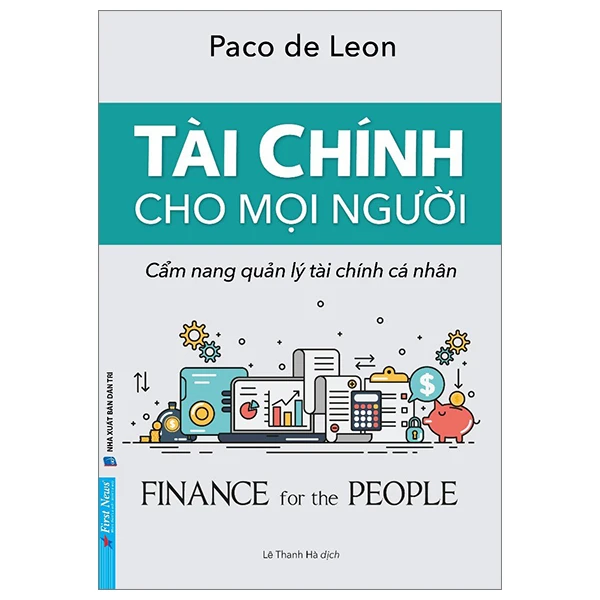 Paco de Leon
TÀI CHÍNH
CHO MỌI NGƯỜI
Cẩm nang quản lý tài chính cá nhân
NHÀ XUẤT BẢN DÂN TRÍ
$
FINANCE for the PEOPLE
First News
Lê Thanh Hà dịch